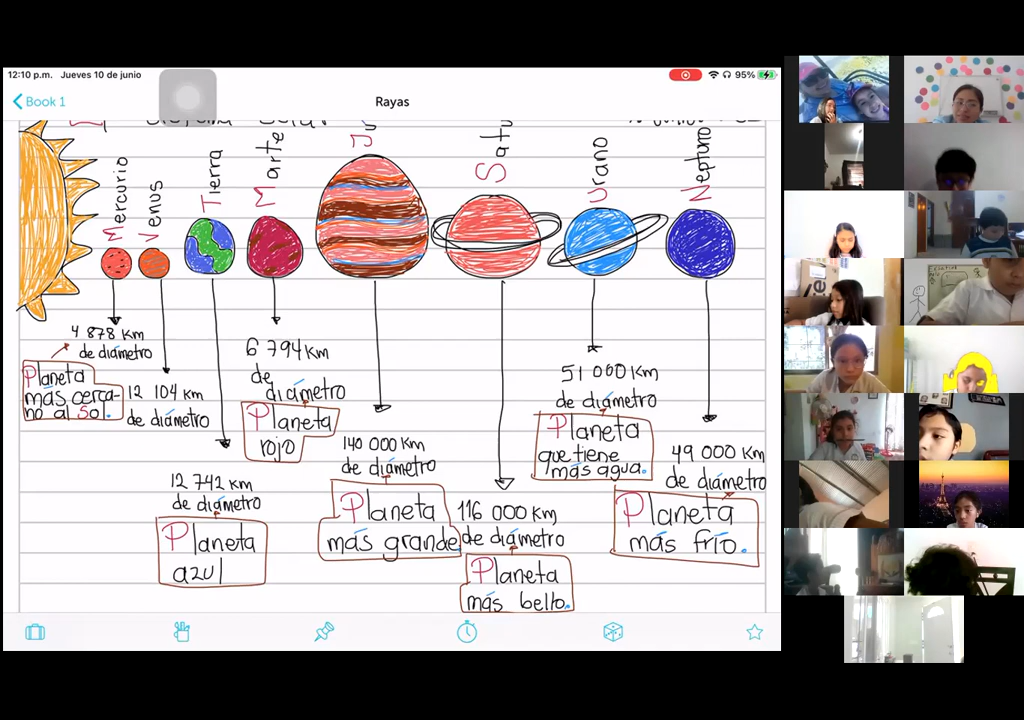 12:10 p.m. Jueves 10 de junio
95%
Book 1
Rayas
Mercurio
Venus
Tierra
Marte
Urano
Neptuno
4 878 Km
de diámetro
Planeta
más cerca-
no al Sol.
12 104 Km
de diámetro
12 742 Km
de diámetro
Planeta
azul
6 794 Km
de
diámetro
Planeta
rojo
140 000 Km
de diámetro
Planeta
más grande.
116 000 Km
de diámetro
Planeta
más bello.
51 000 Km
de diámetro
Planeta
que tiene
más agua.
49 000 Km
de diámetro
Planeta
más frío.